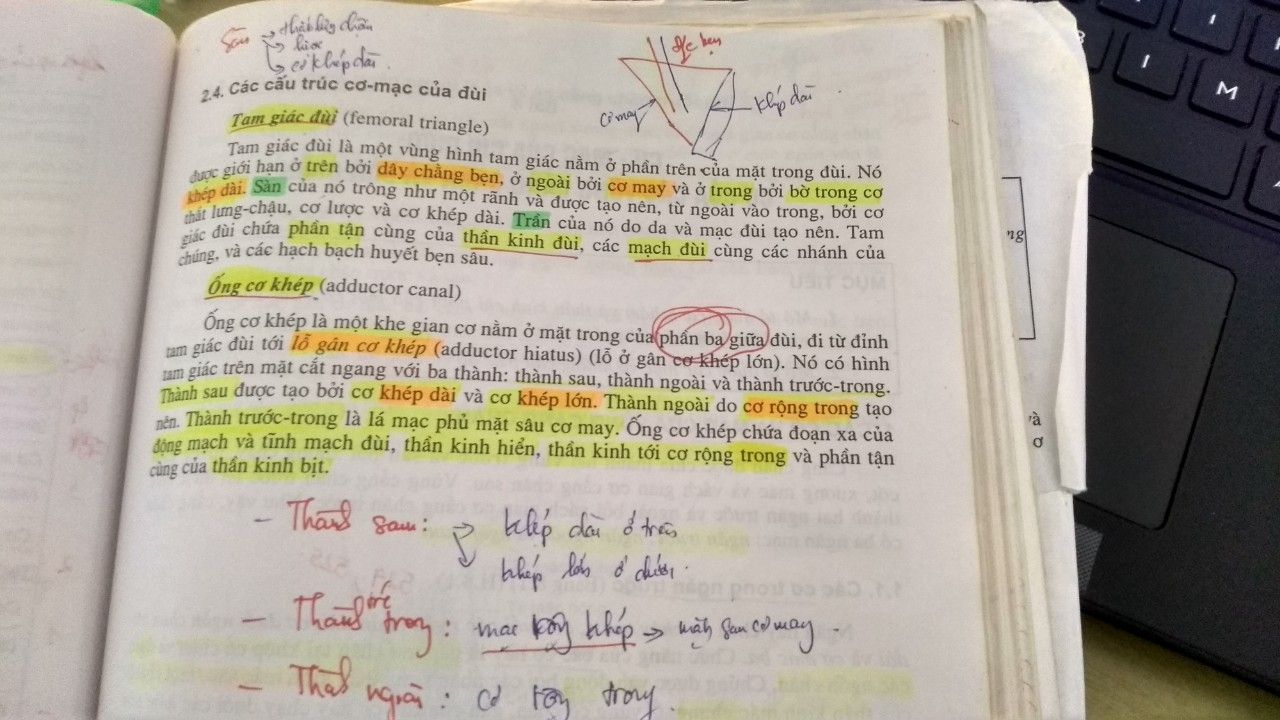 Sàn → thắt lưng chậu
→ lược
→ cơ khép dài
d/c bẹn
cơ may
khép dài
2.4. Các cấu trúc cơ-mạc của đùi
Tam giác đùi (femoral triangle)
Tam giác đùi là một vùng hình tam giác nằm ở phần trên của mặt trong đùi. Nó
được giới hạn ở trên bởi dây chằng bẹn, ở ngoài bởi cơ may và ở trong bởi bờ trong cơ
khép dài. Sàn của nó trông như một rãnh và được tạo nên, từ ngoài vào trong, bởi cơ
thắt lưng-chậu, cơ lược và cơ khép dài. Trần của nó do da và mạc đùi tạo nên. Tam
giác đùi chứa phần tận cùng của thần kinh đùi, các mạch đùi cùng các nhánh của
chúng, và các hạch bạch huyết bẹn sâu.
Ống cơ khép (adductor canal)
Ống cơ khép là một khe gian cơ nằm ở mặt trong của phần ba giữa đùi, đi từ đỉnh
tam giác đùi tới lỗ gân cơ khép (adductor hiatus) (lỗ ở gân cơ khép lớn). Nó có hình
tam giác trên mặt cắt ngang với ba thành: thành sau, thành ngoài và thành trước-trong.
Thành sau được tạo bởi cơ khép dài và cơ khép lớn. Thành ngoài do cơ rộng trong tạo
nên. Thành trước-trong là lá mạc phủ mặt sâu cơ may. Ống cơ khép chứa đoạn xa của
động mạch và tĩnh mạch đùi, thần kinh hiển, thần kinh tới cơ rộng trong và phần tận
cùng của thần kinh bịt.
- Thành sau: → khép dài ở trên
→ khép lớn ở dưới.
- Thành trc trong: mạc rộng khép → mặt sau cơ may.
- Thành ngoài: cơ rộng trong.
MỤC TIÊU
ng
và
ơ
I
N
M